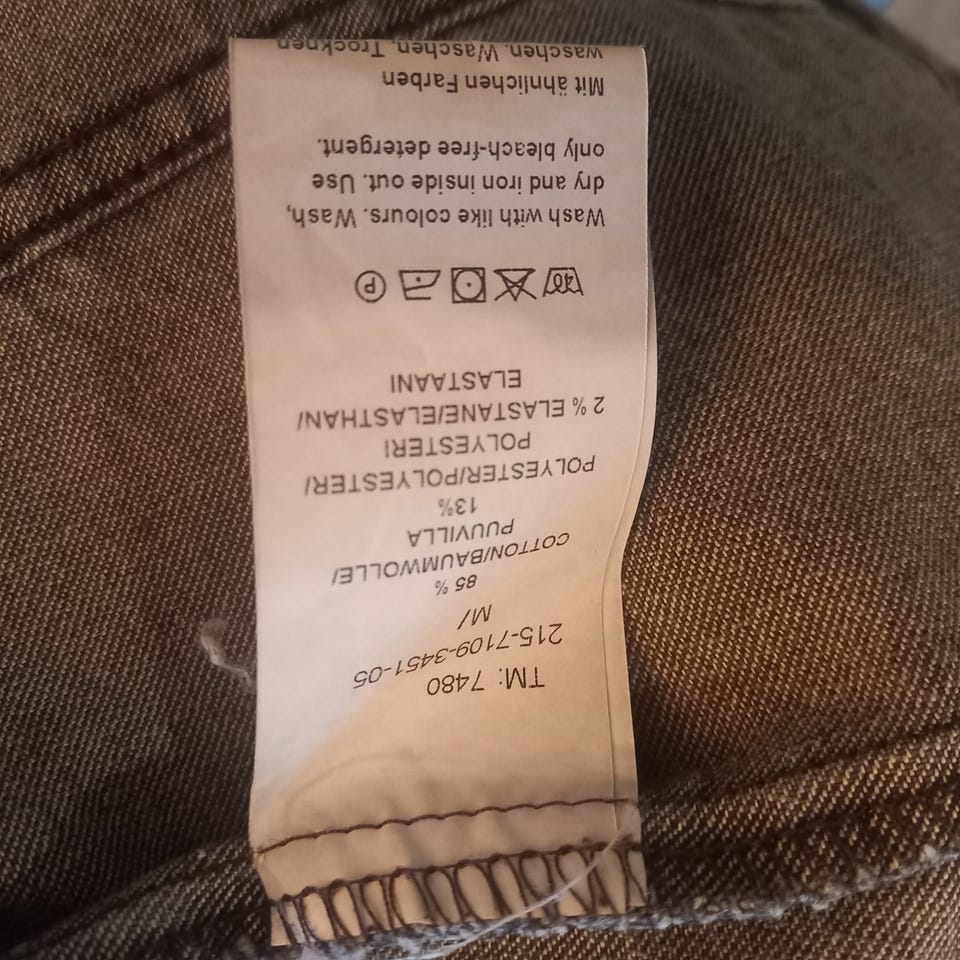 TM: 7480
215-7109-3451-05
M/
85 %
COTTON/BAUMWOLLE/
PUUVILLA
13%
POLYESTER/POLYESTER/
POLYESTERI
2 % ELASTANE/ELASTHAN/
ELASTAANI
40 P
Wash with like colours. Wash,
dry and iron inside out. Use
only bleach-free detergent.
Mit ähnlichen Farben
waschen. Waschen, Trocknen